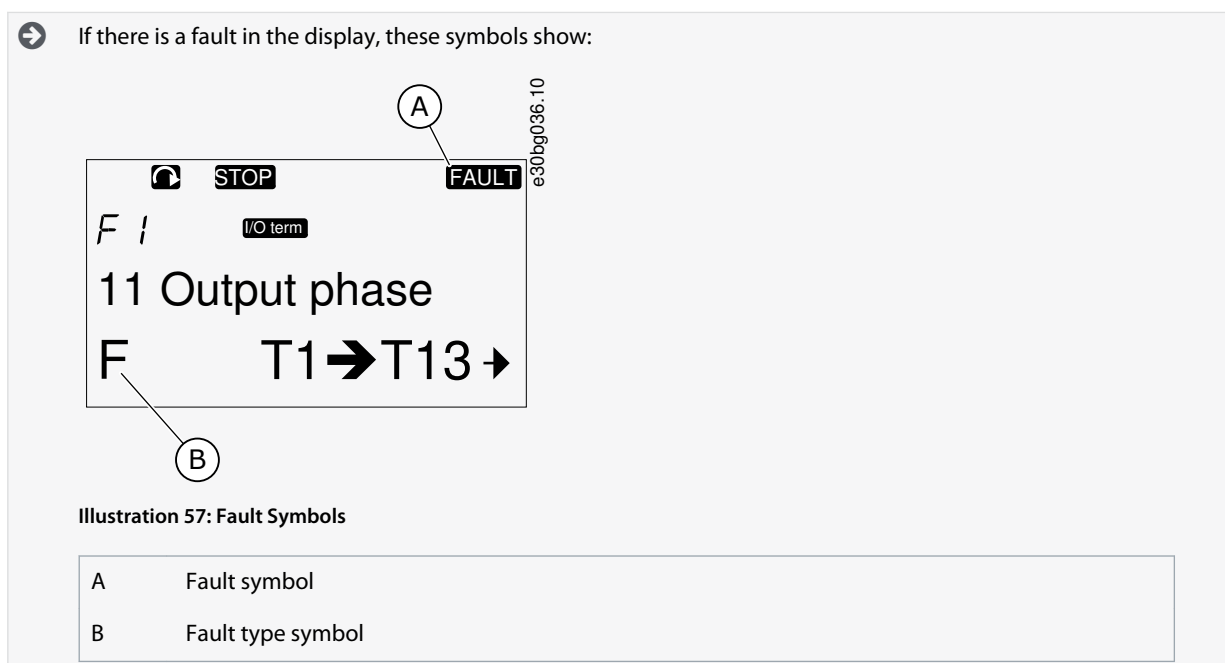 If there is a fault in the display, these symbols show:
A
e30bg036.10
STOP FAULT
F 1 I/O term
11 Output phase
F T1➔T13➔
B
Illustration 57: Fault Symbols
A Fault symbol
B Fault type symbol